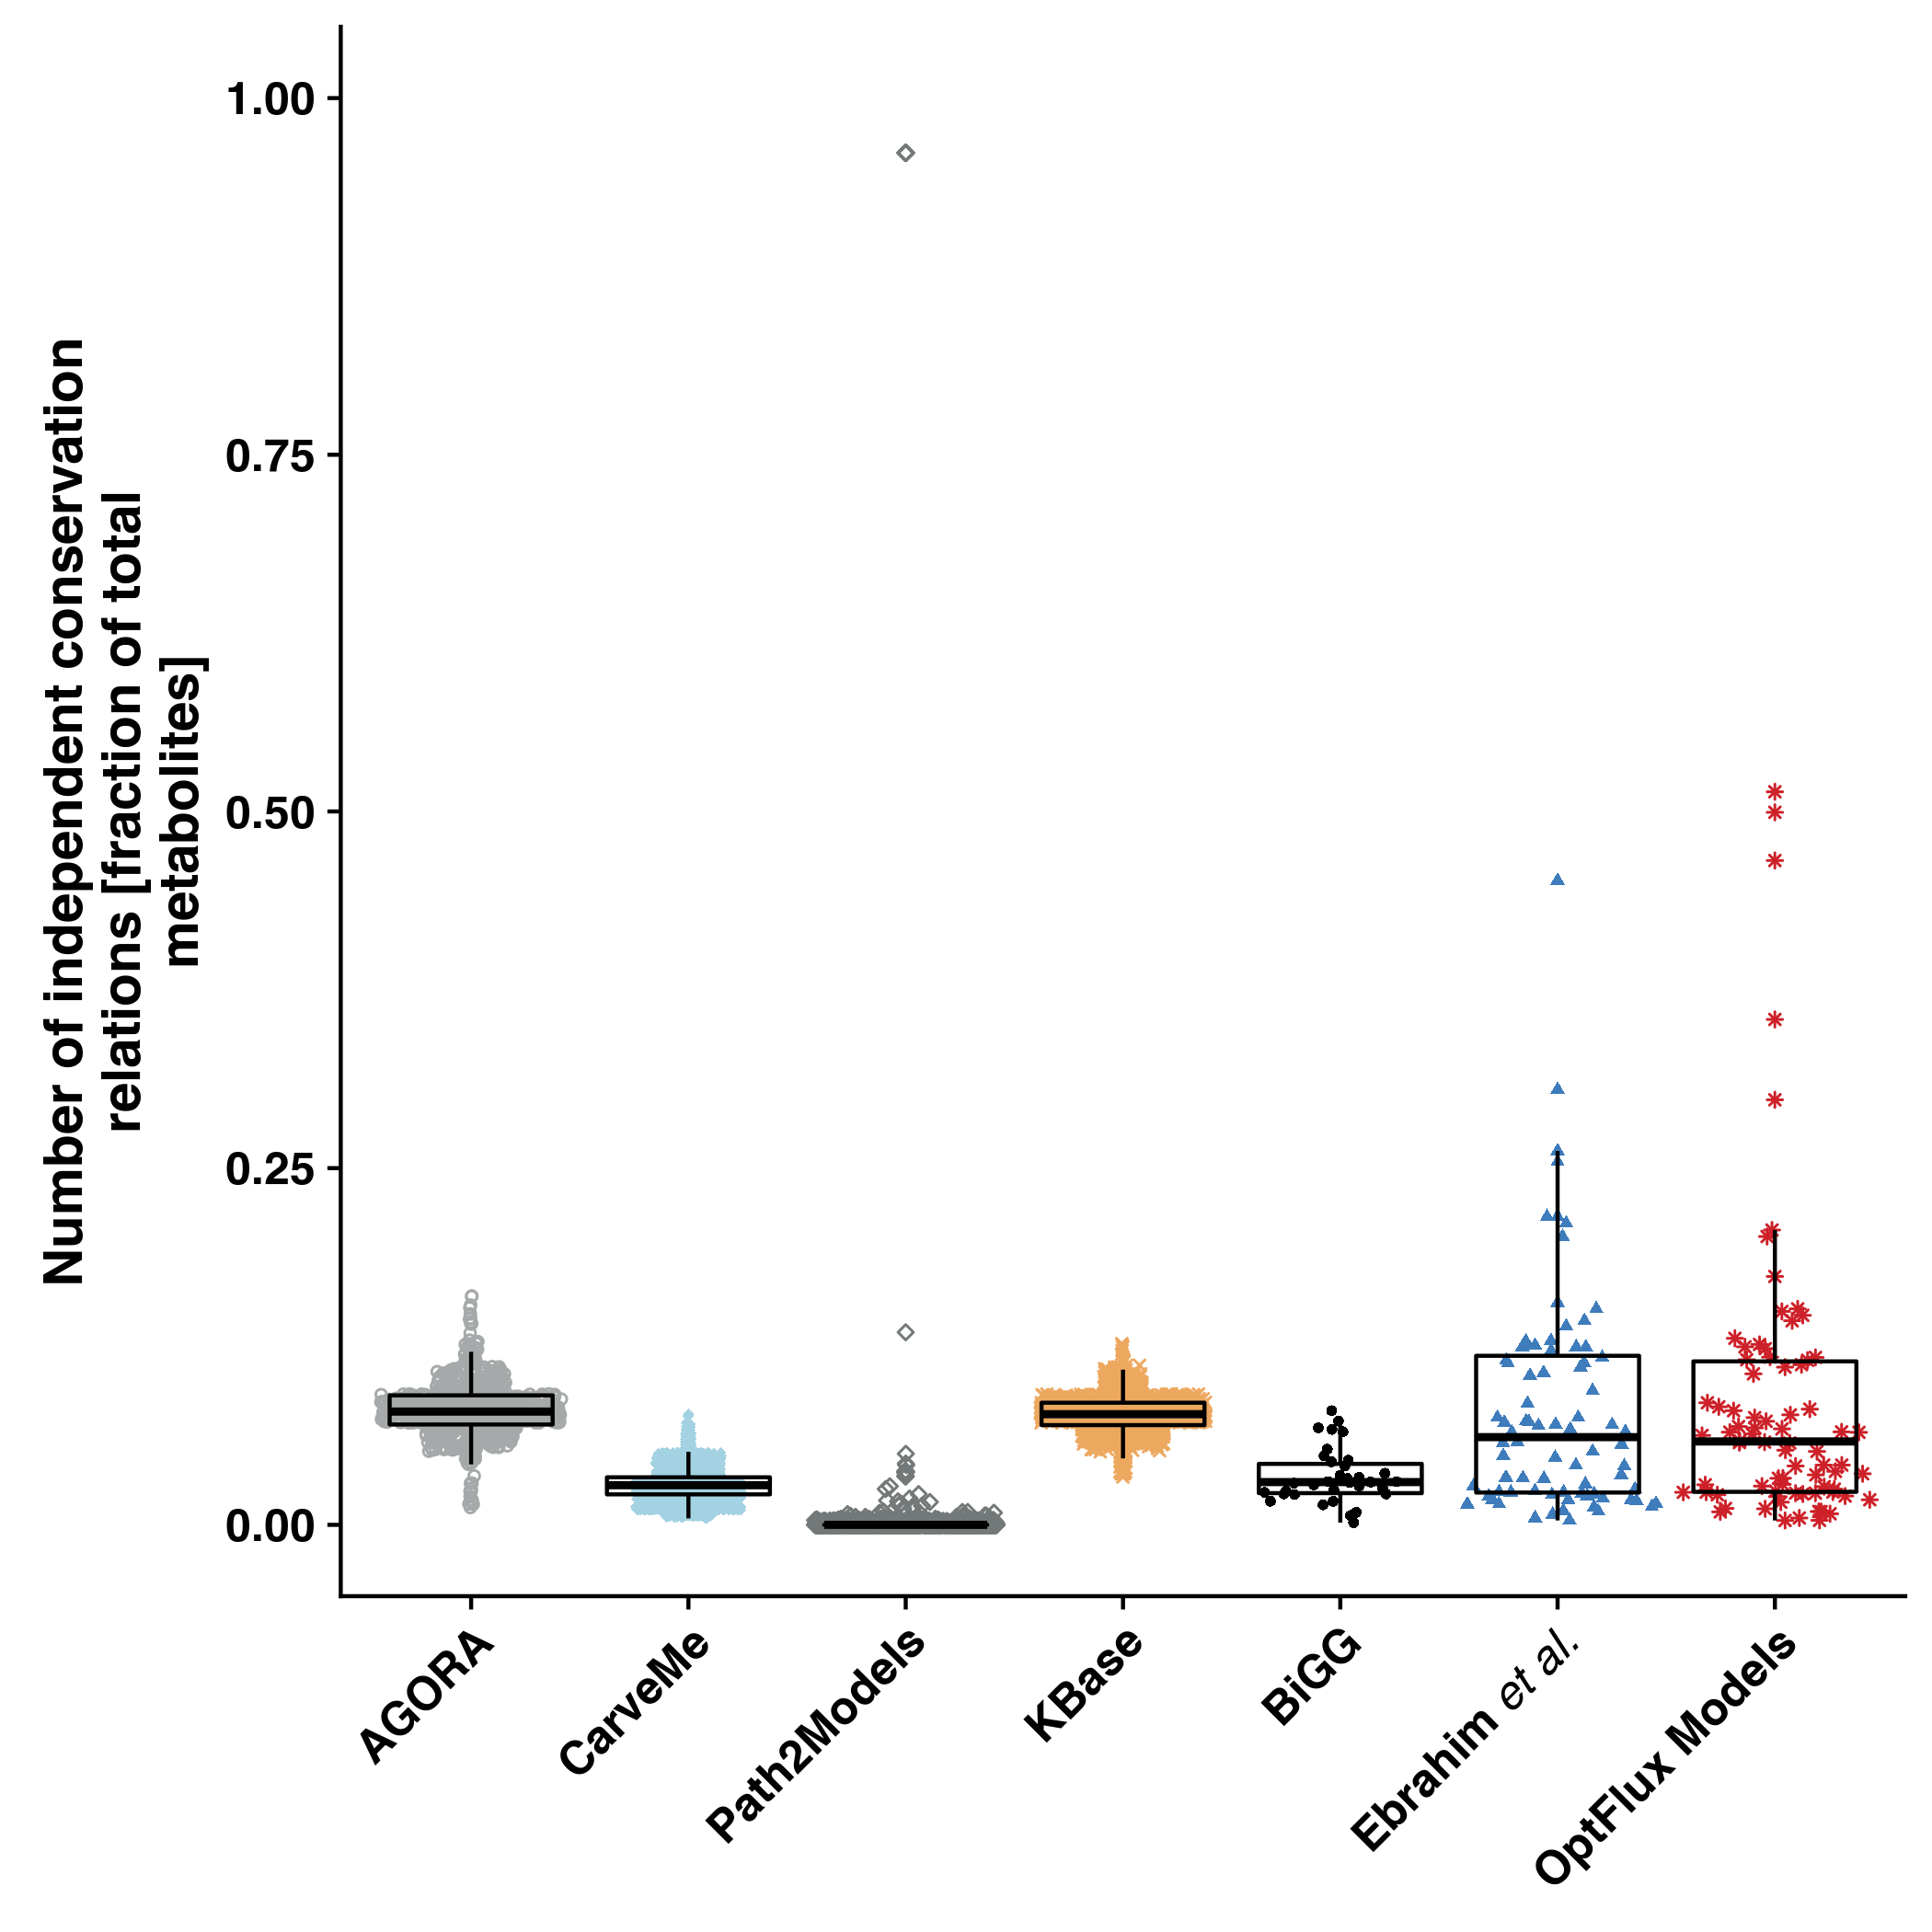 Number of independent conservation
relations [fraction of total
metabolites]
1.00
0.75
0.50
0.25
0.00
AGORA
CarveMe
Path2Models
KBase
BiGG
Ebrahim et al.
OptFlux Models